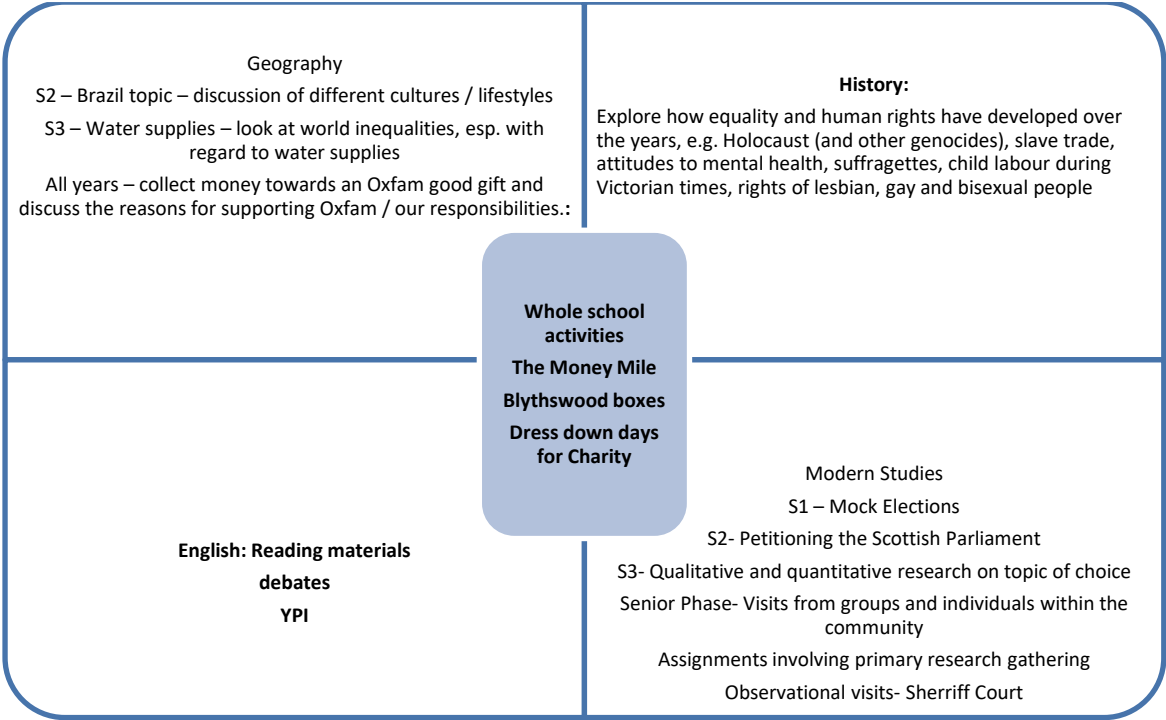 Geography
S2 – Brazil topic – discussion of different cultures / lifestyles
S3 – Water supplies – look at world inequalities, esp. with
regard to water supplies
All years – collect money towards an Oxfam good gift and
discuss the reasons for supporting Oxfam / our responsibilities.:
History:
Explore how equality and human rights have developed over
the years, e.g. Holocaust (and other genocides), slave trade,
attitudes to mental health, suffragettes, child labour during
Victorian times, rights of lesbian, gay and bisexual people
Whole school
activities
The Money Mile
Blythswood boxes
Dress down days
for Charity
English: Reading materials
debates
YPI
Modern Studies
S1 – Mock Elections
S2- Petitioning the Scottish Parliament
S3- Qualitative and quantitative research on topic of choice
Senior Phase- Visits from groups and individuals within the
community
Assignments involving primary research gathering
Observational visits- Sherriff Court